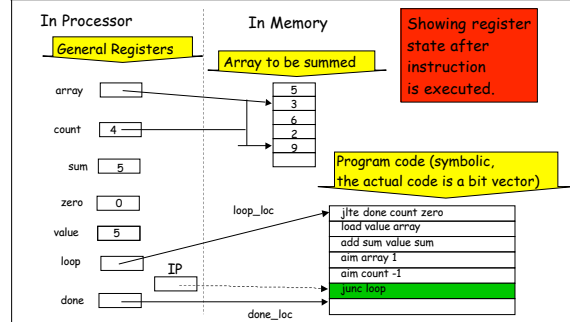 In Processor
In Memory
Showing register
state after
instruction
is executed.
General Registers
Array to be summed
array
5
3
6
2
9
count
4
sum
5
Program code (symbolic,
the actual code is a bit vector)
zero
0
value
5
loop
loop_loc
jlte done count zero
load value array
add sum value sum
aim array 1
aim count -1
junc loop
IP
done
done_loc